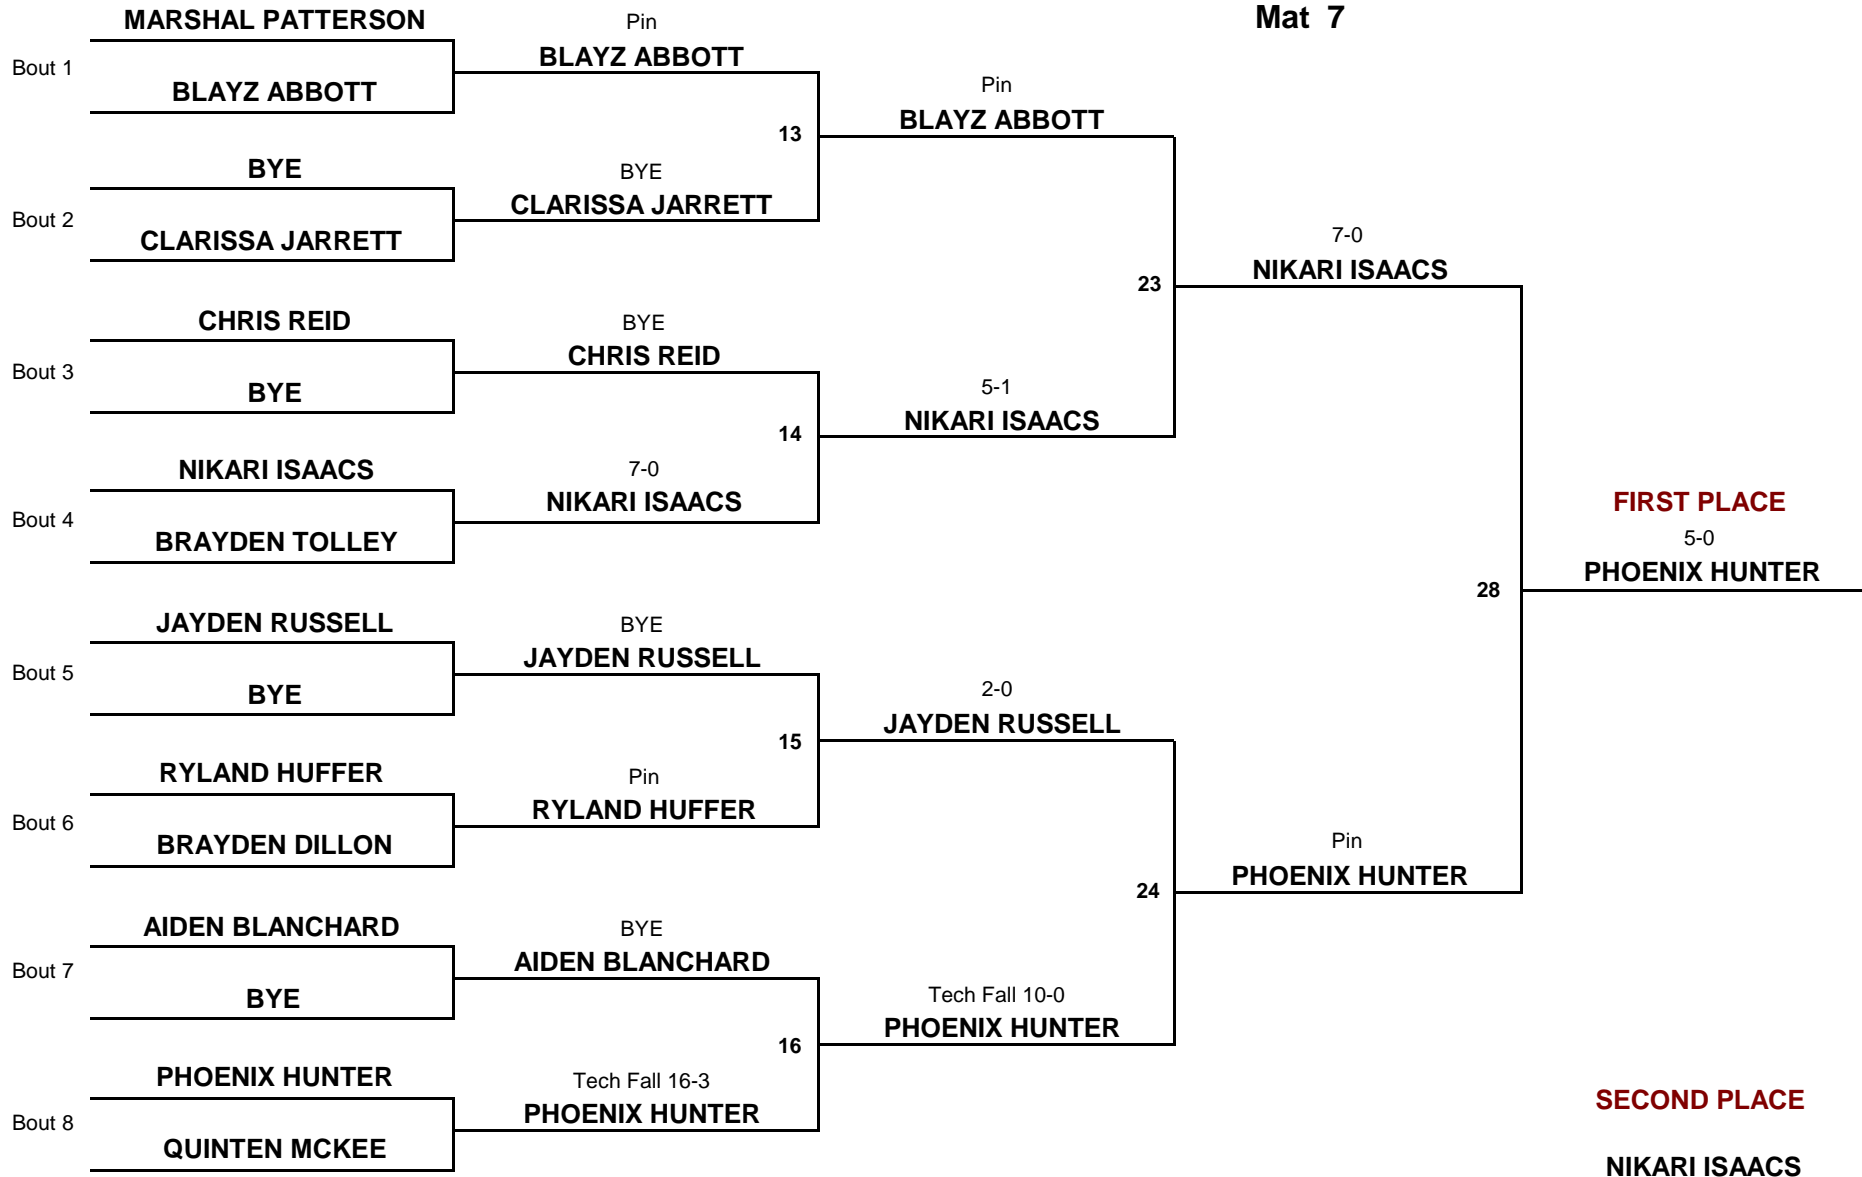 Mat 7
MARSHAL PATTERSON
Bout 1
BLAYZ ABBOTT
BYE
Bout 2
CLARISSA JARRETT
CHRIS REID
Bout 3
BYE
NIKARI ISAACS
Bout 4
BRAYDEN TOLLEY
JAYDEN RUSSELL
Bout 5
BYE
RYLAND HUFFER
Bout 6
BRAYDEN DILLON
AIDEN BLANCHARD
Bout 7
BYE
PHOENIX HUNTER
Bout 8
QUINTEN MCKEE
Pin
BLAYZ ABBOTT
13
BYE
CLARISSA JARRETT
BYE
CHRIS REID
14
7-0
NIKARI ISAACS
BYE
JAYDEN RUSSELL
15
Pin
RYLAND HUFFER
BYE
AIDEN BLANCHARD
16
Tech Fall 16-3
PHOENIX HUNTER
Pin
BLAYZ ABBOTT
23
5-1
NIKARI ISAACS
2-0
JAYDEN RUSSELL
24
Tech Fall 10-0
PHOENIX HUNTER
7-0
NIKARI ISAACS
28
Pin
PHOENIX HUNTER
FIRST PLACE
5-0
PHOENIX HUNTER
SECOND PLACE
NIKARI ISAACS